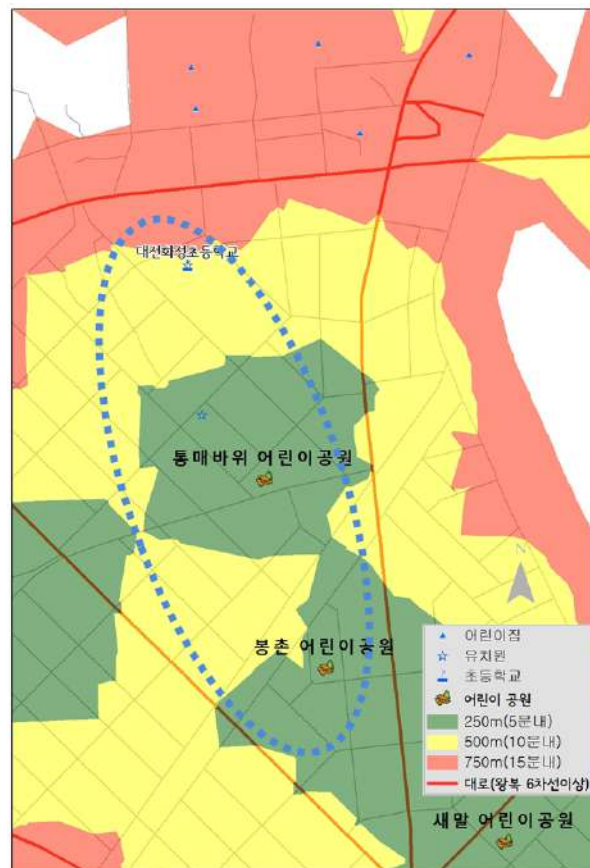 대전화정초등학교
통매바위 어린이공원
봉촌 어린이공원
N
어린이집
유치원
초등학교
어린이 공원
250m(5분내)
500m(10분내)
750m(15분내)
대로(왕복 6차선이상)
새말 어린이공원